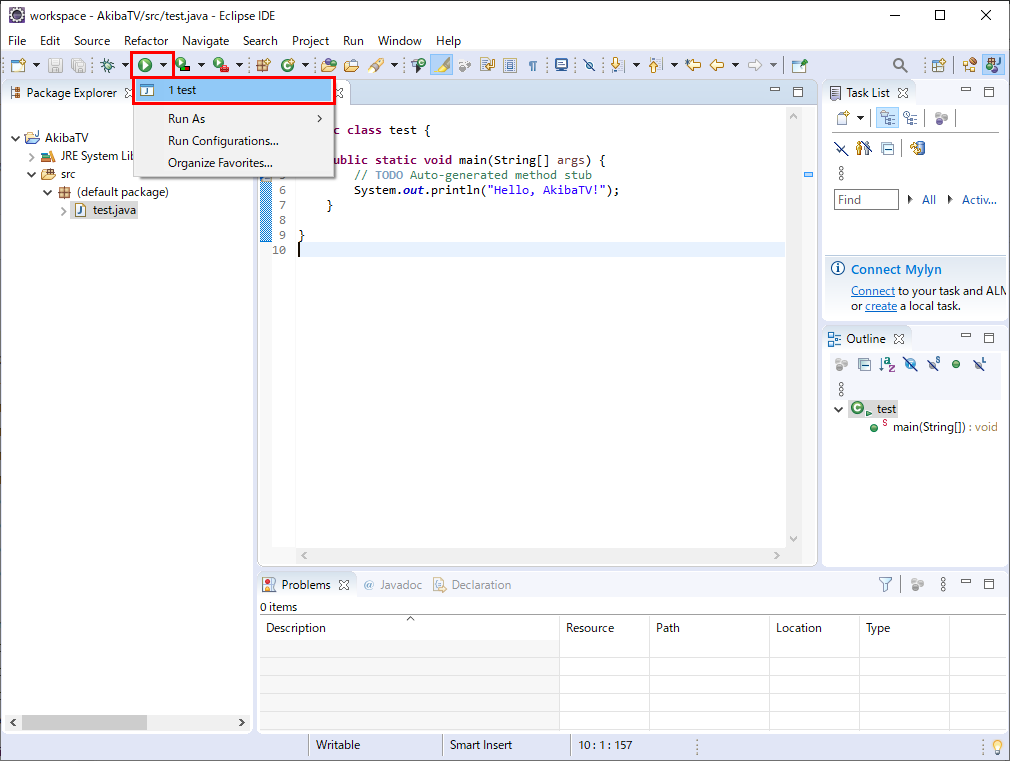 workspace - AkibaTV/src/test.java - Eclipse IDE
File Edit Source Refactor Navigate Search Project Run Window Help
Package Explorer
1 test
Run As
Run Configurations...
Organize Favorites...
AkibaTV
JRE System Lib
src
(default package)
test.java
c class test {
public static void main(String[] args) {
// TODO Auto-generated method stub
6 System.out.println("Hello, AkibaTV!");
7 }
8
9 }
10
Task List
Find All Activ...
Connect Mylyn
Connect to your task and ALM
or create a local task.
Outline
test
main(String[]) : void
Problems @ Javadoc Declaration
0 items
Description Resource Path Location Type
Writable Smart Insert 10 : 1 : 157